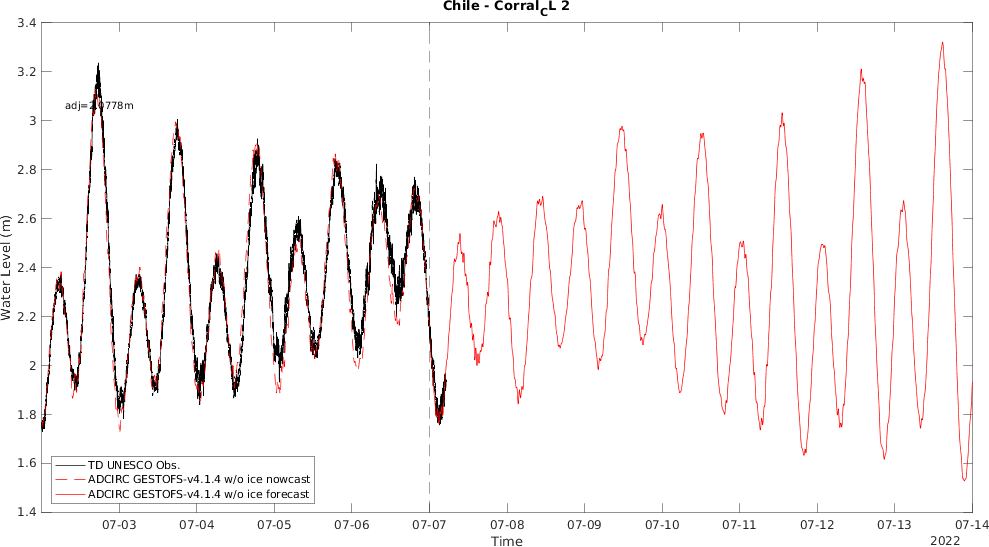 Chile - Corral_CL 2
3.4
3.2
3
2.8
2.6
2.4
2.2
2
1.8
1.6
1.4
Water Level (m)
adj=2.0778m
TD UNESCO Obs.
ADCIRC GESTOFS-v4.1.4 w/o ice nowcast
ADCIRC GESTOFS-v4.1.4 w/o ice forecast
07-03 07-04 07-05 07-06 07-07 07-08 07-09 07-10 07-11 07-12 07-13 07-14
Time
2022